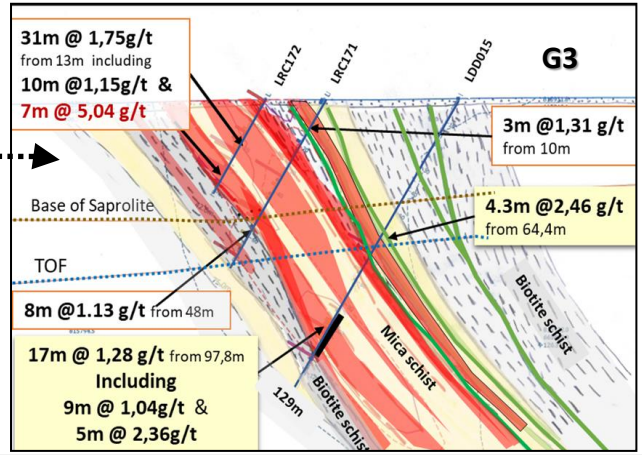 31m @ 1,75g/t
from 13m including
10m @1,15g/t &
7m @ 5,04 g/t
LRC172
LRC171
LDD015
G3
3m @1,31 g/t
from 10m
4.3m @2,46 g/t
from 64,4m
Base of Saprolite
TOF
8m @1.13 g/t from 48m
17m @ 1,28 g/t from 97,8m
Including
9m @ 1,04g/t &
5m @ 2,36g/t
129m
Biotite schist
Mica schist
Biotite schist